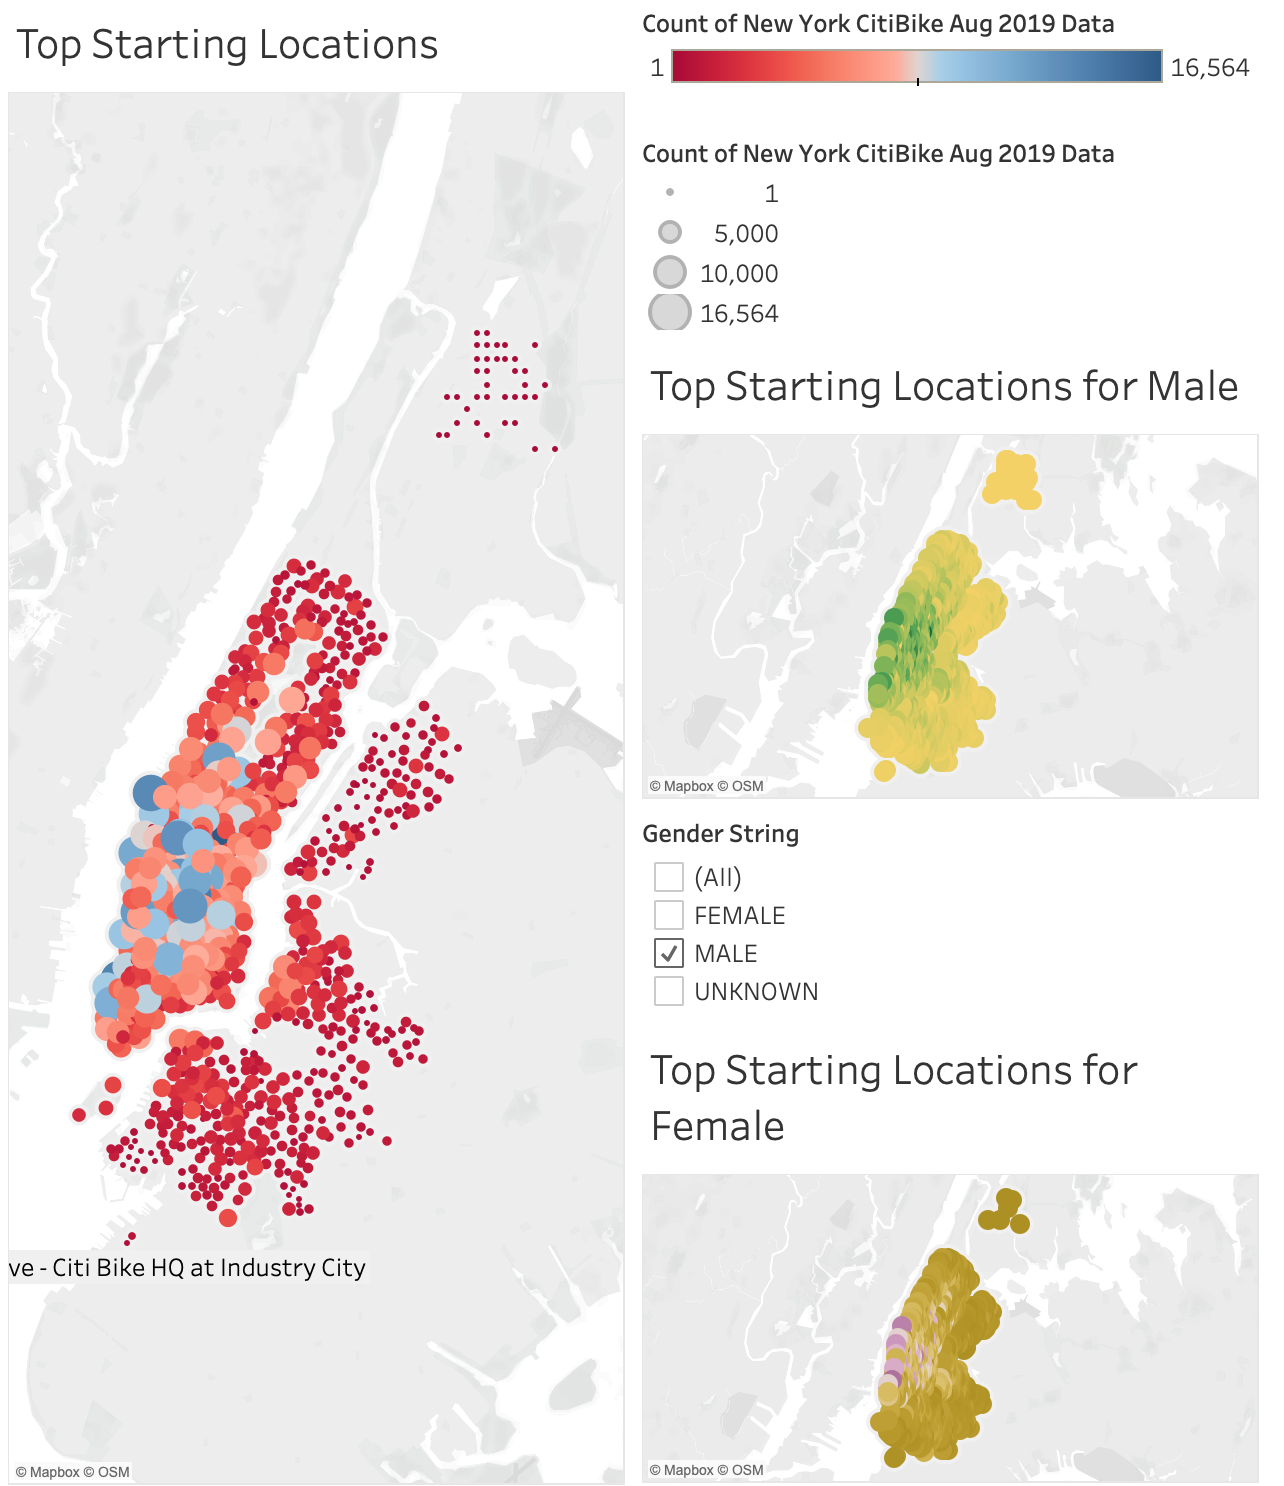 Top Starting Locations
ve - Citi Bike HQ at Industry City
© Mapbox © OSM
Count of New York CitiBike Aug 2019 Data
1 16,564
Count of New York CitiBike Aug 2019 Data
1
5,000
10,000
16,564
Top Starting Locations for Male
© Mapbox © OSM
Gender String
(All)
FEMALE
MALE
UNKNOWN
Top Starting Locations for
Female
© Mapbox © OSM